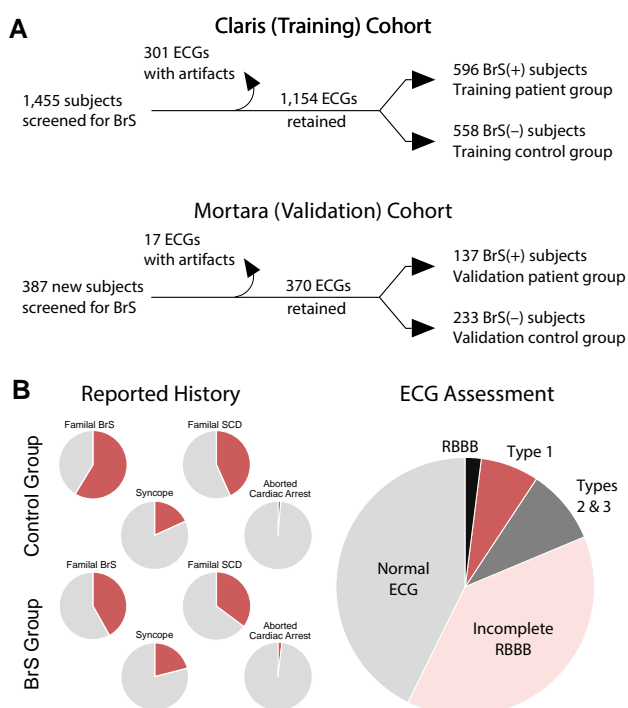 A
Claris (Training) Cohort
301 ECGs
with artifacts
1,455 subjects
screened for BrS
1,154 ECGs
retained
596 BrS(+) subjects
Training patient group
558 BrS(–) subjects
Training control group
Mortara (Validation) Cohort
17 ECGs
with artifacts
387 new subjects
screened for BrS
370 ECGs
retained
137 BrS(+) subjects
Validation patient group
233 BrS(–) subjects
Validation control group
B
Reported History
Control Group
Familal BrS
Familal SCD
Syncope
Aborted
Cardiac Arrest
BrS Group
Familal BrS
Familal SCD
Syncope
Aborted
Cardiac Arrest
ECG Assessment
RBBB
Type 1
Types
2 & 3
Normal
ECG
Incomplete
RBBB